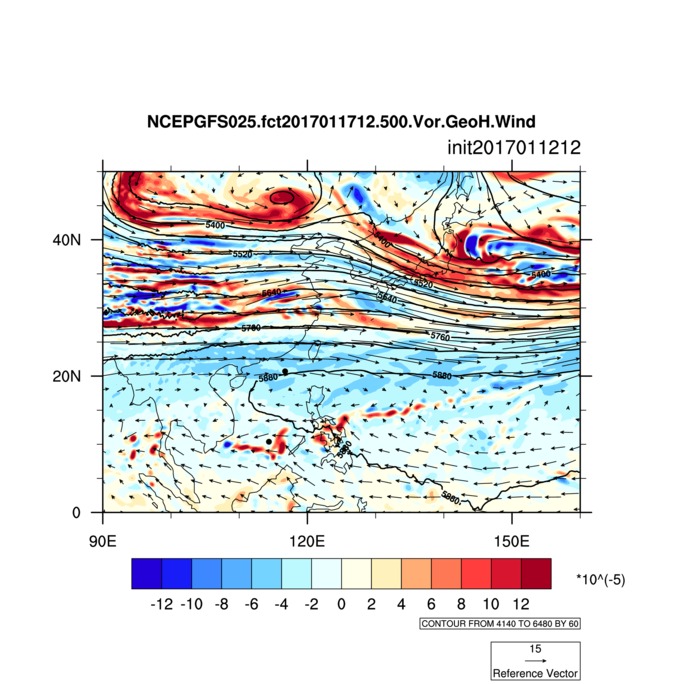 NCEPGFS025.fct2017011712.500.Vor.GeoH.Wind
init2017011212
5400
40N
5520
5520
5400
5640
5640
5760
5760
20N
5880
5880
5880
0
90E
120E
150E
-12 -10 -8 -6 -4 -2 0 2 4 6 8 10 12
*10^(-5)
CONTOUR FROM 4140 TO 6480 BY 60
15
Reference Vector